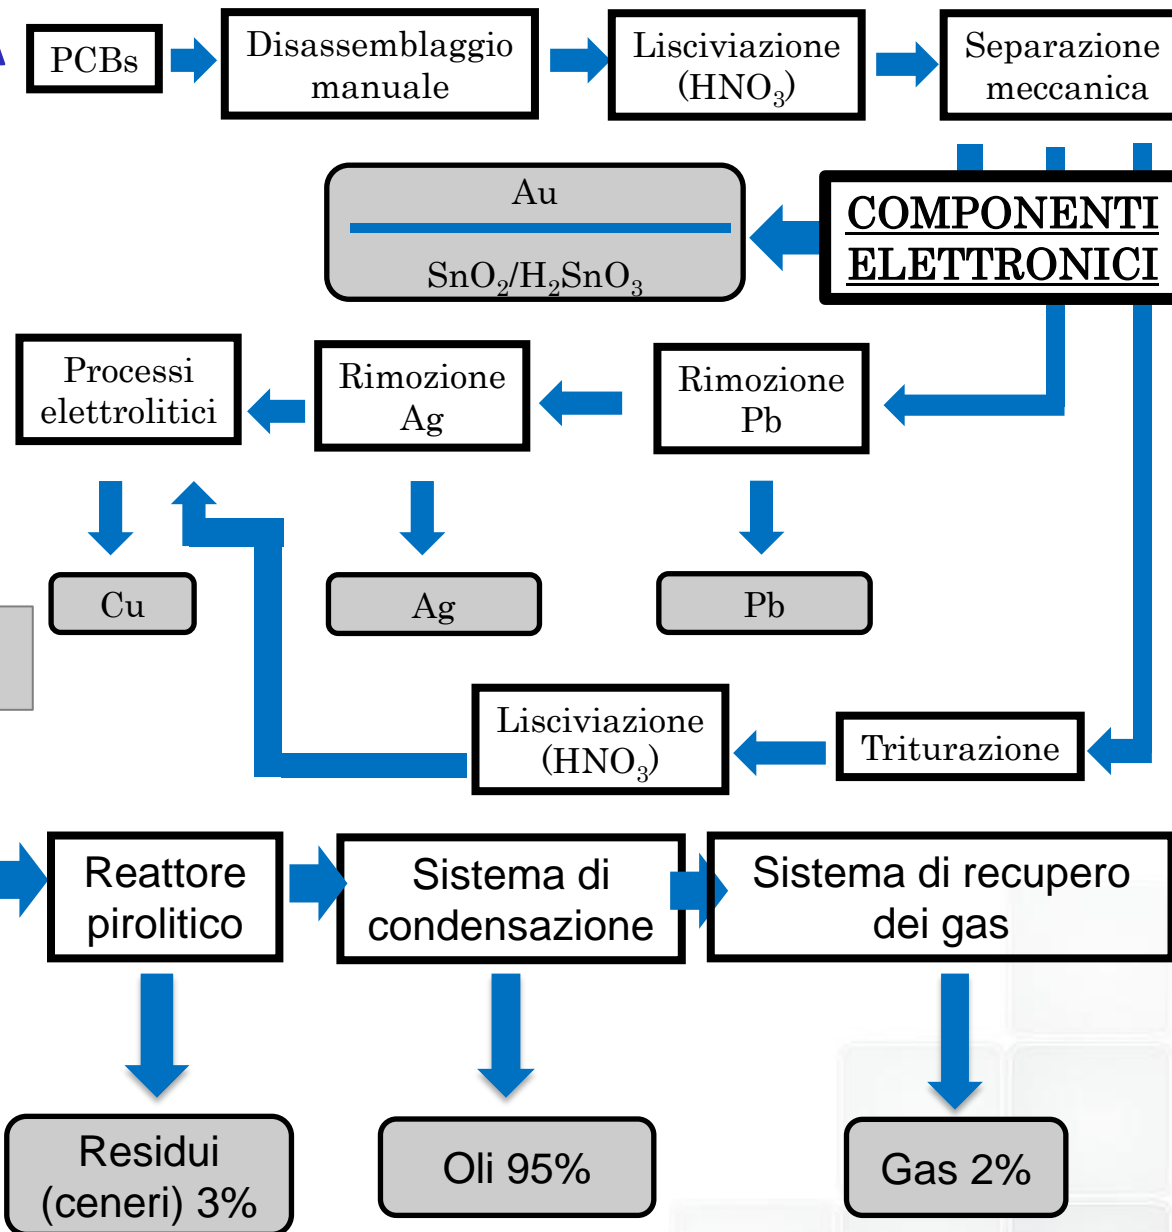 PCBs
Disassemblaggio
manuale
Lisciviazione
(HNO₃)
Separazione
meccanica
Au
SnO₂/H₂SnO₃
COMPONENTI
ELETTRONICI
Processi
elettrolitici
Rimozione
Ag
Rimozione
Pb
Cu
Ag
Pb
Lisciviazione
(HNO₃)
Triturazione
Reattore
pirolitico
Sistema di
condensazione
Sistema di recupero
dei gas
Residui
(ceneri) 3%
Oli 95%
Gas 2%